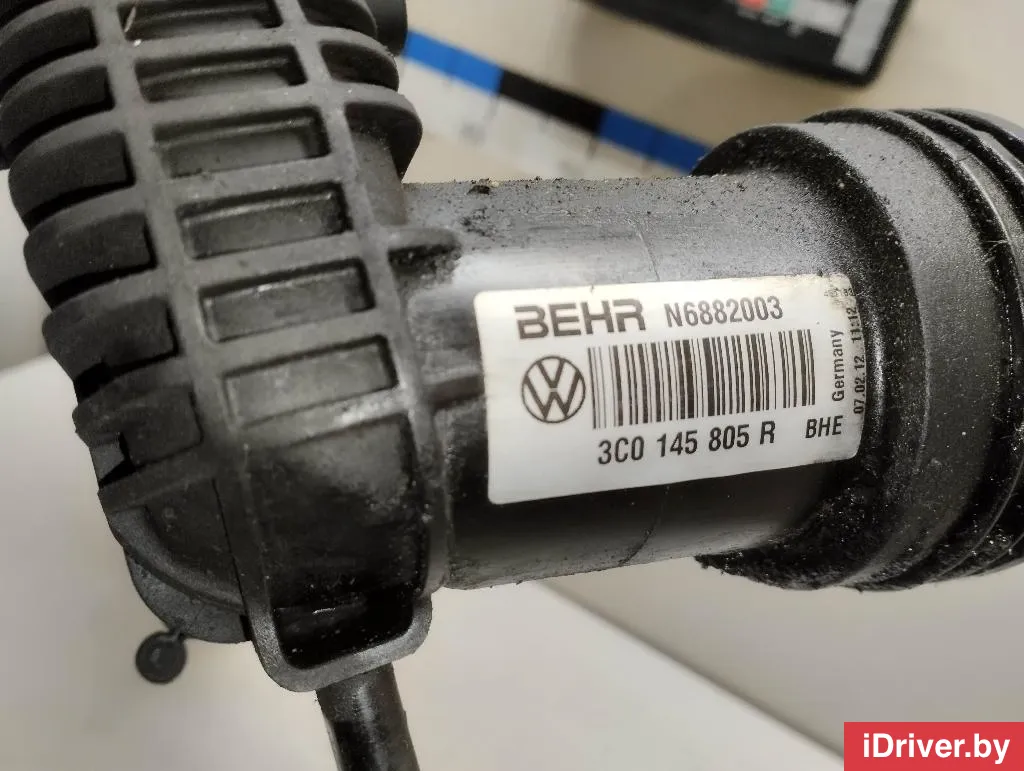 BEHR N6882003
3C0 145 805 R BHE
Germany
07.02.12 11:12
iDriver.by